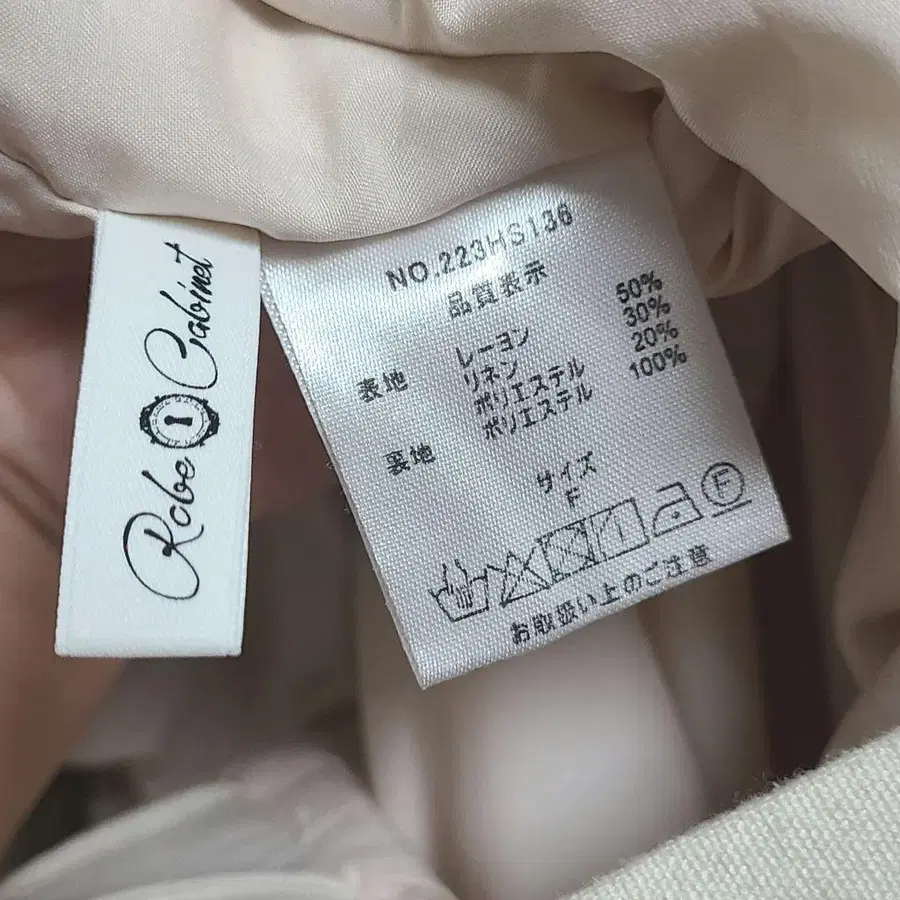 Robe Cabinet
NO.223HS136
品質表示
表地 レーヨン 50%
リネン 30%
ポリエステル 20%
裏地 ポリエステル 100%
サイズ
F
F
お取扱い上のご注意